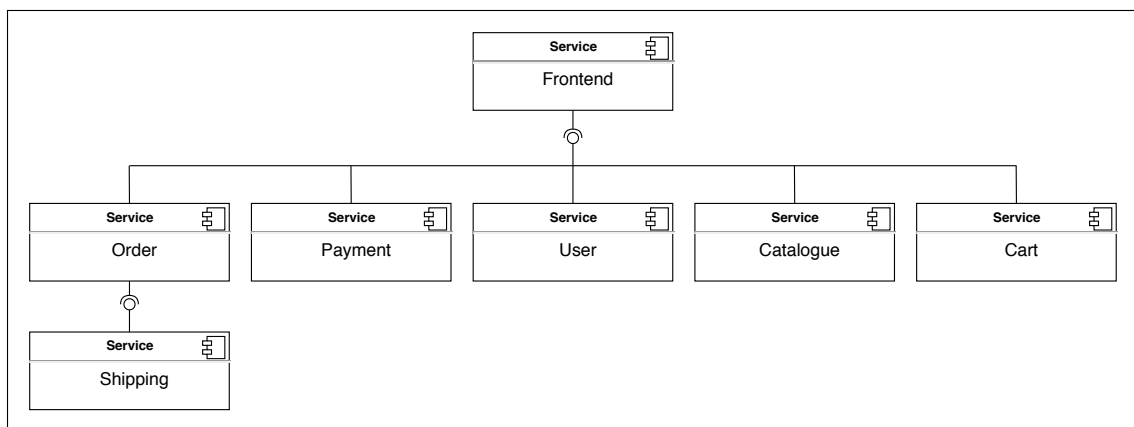 Service
Frontend
Service
Order
Service
Payment
Service
User
Service
Catalogue
Service
Cart
Service
Shipping